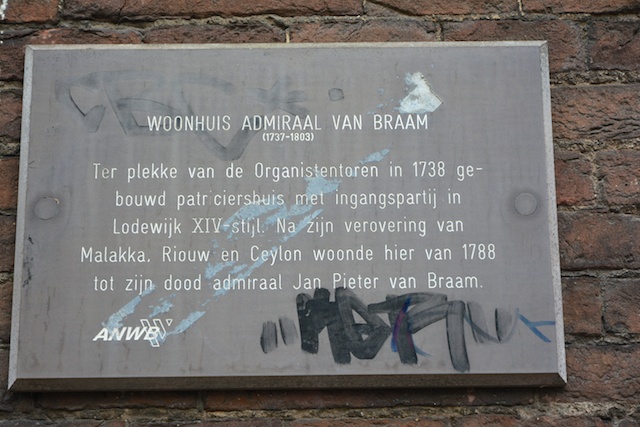 WOONHUIS ADMIRAAL VAN BRAAM
(1737-1803)
Ter plekke van de Organistentoren in 1738 ge-
bouwd patr ciershuis met ingangspartij in
Lodewijk XIV-stijl. Na zijn verovering van
Malakka, Riouw en Ceylon woonde hier van 1788
tot zijn dood admiraal Jan Pieter van Braam.
ANWB